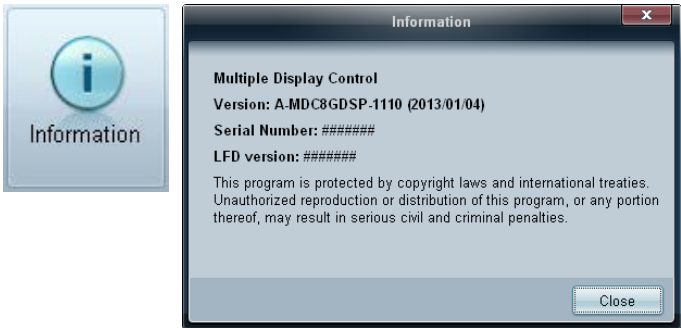 i
Information
Information
x
Multiple Display Control
Version: A-MDC8GDSP-1110 (2013/01/04)
Serial Number: #######
LFD version: #######
This program is protected by copyright laws and international treaties.
Unauthorized reproduction or distribution of this program, or any portion
thereof, may result in serious civil and criminal penalties.
Close